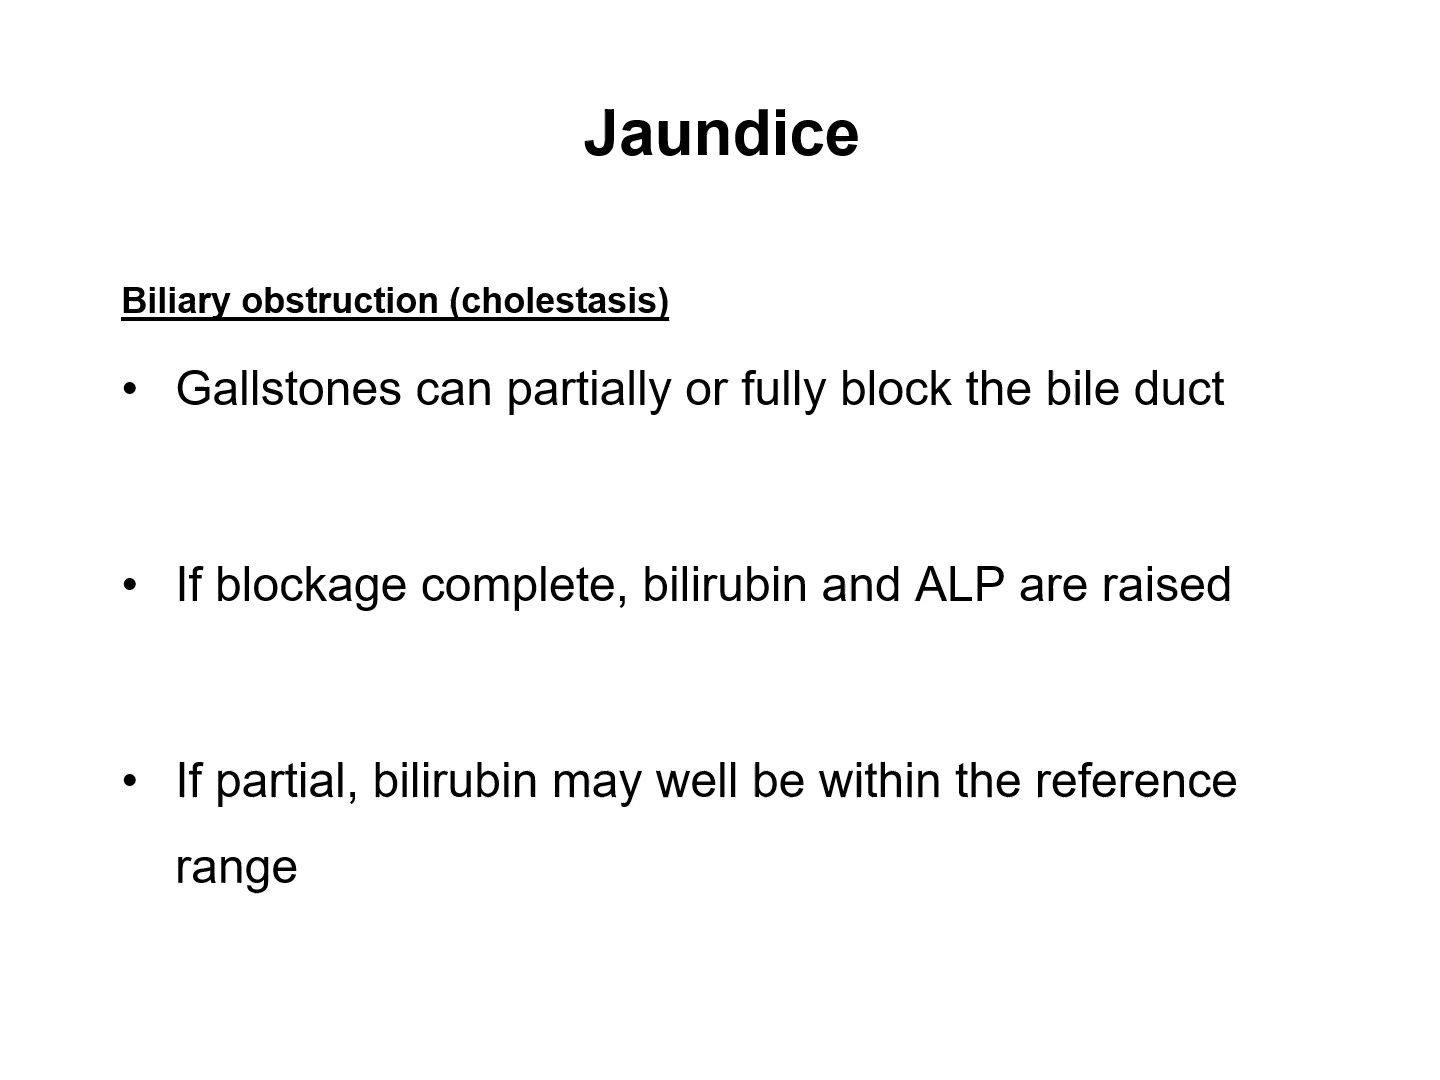 Jaundice
Biliary obstruction (cholestasis)
• Gallstones can partially or fully block the bile duct
• If blockage complete, bilirubin and ALP are raised
• If partial, bilirubin may well be within the reference
range